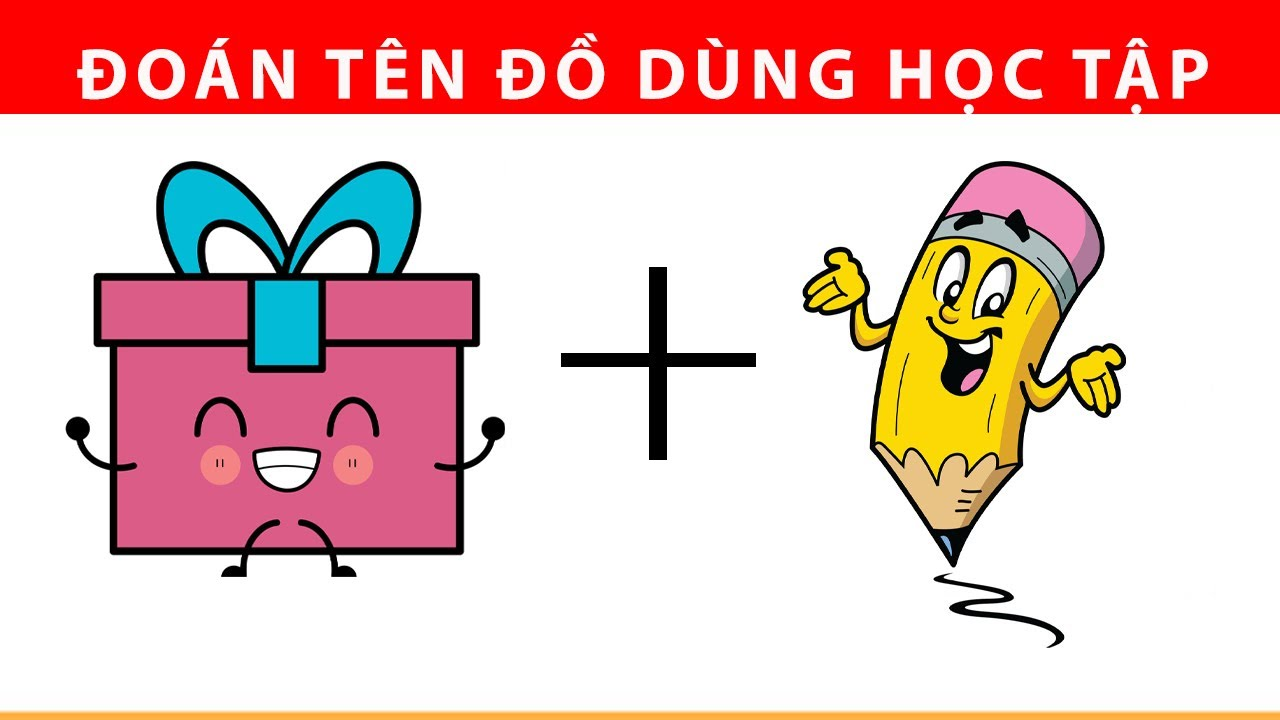 ĐOÁN TÊN ĐỒ DÙNG HỌC TẬP